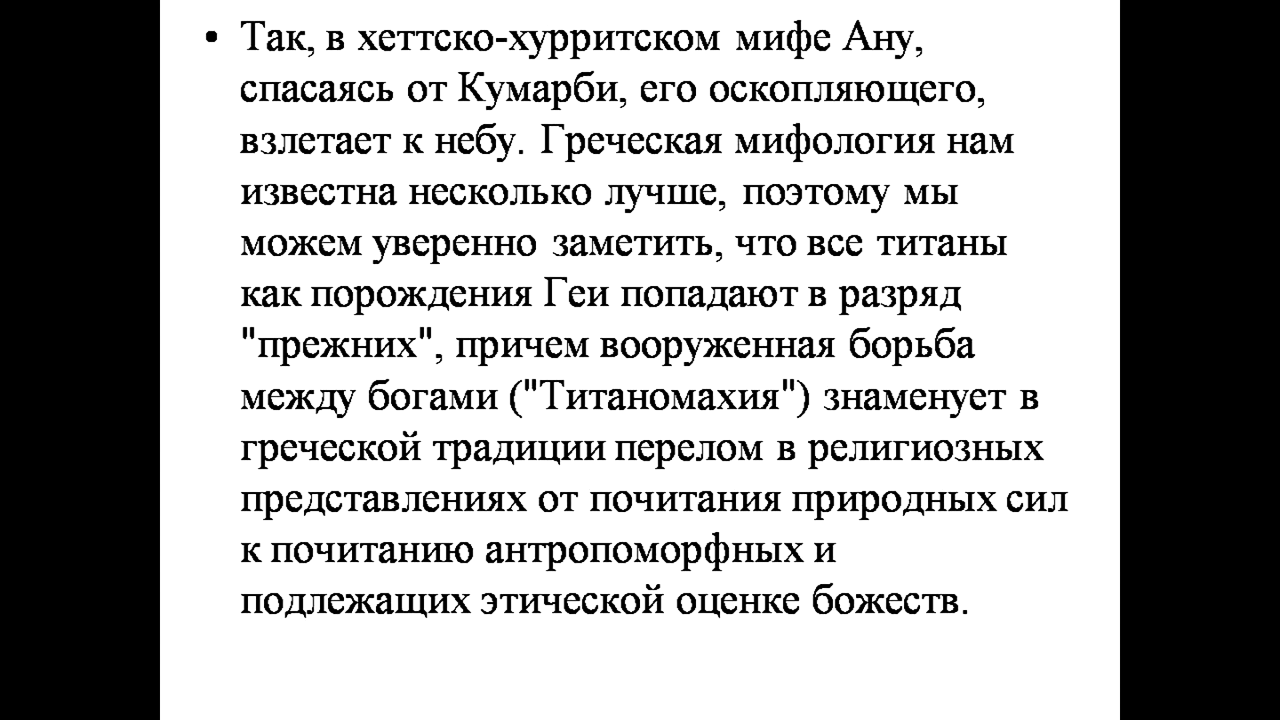 • Так, в хеттско-хурритском мифе Ану,
спасаясь от Кумарби, его оскопляющего,
взлетает к небу. Греческая мифология нам
известна несколько лучше, поэтому мы
можем уверенно заметить, что все титаны
как порождения Геи попадают в разряд
"прежних", причем вооруженная борьба
между богами ("Титаномахия") знаменует в
греческой традиции перелом в религиозных
представлениях от почитания природных сил
к почитанию антропоморфных и
подлежащих этической оценке божеств.